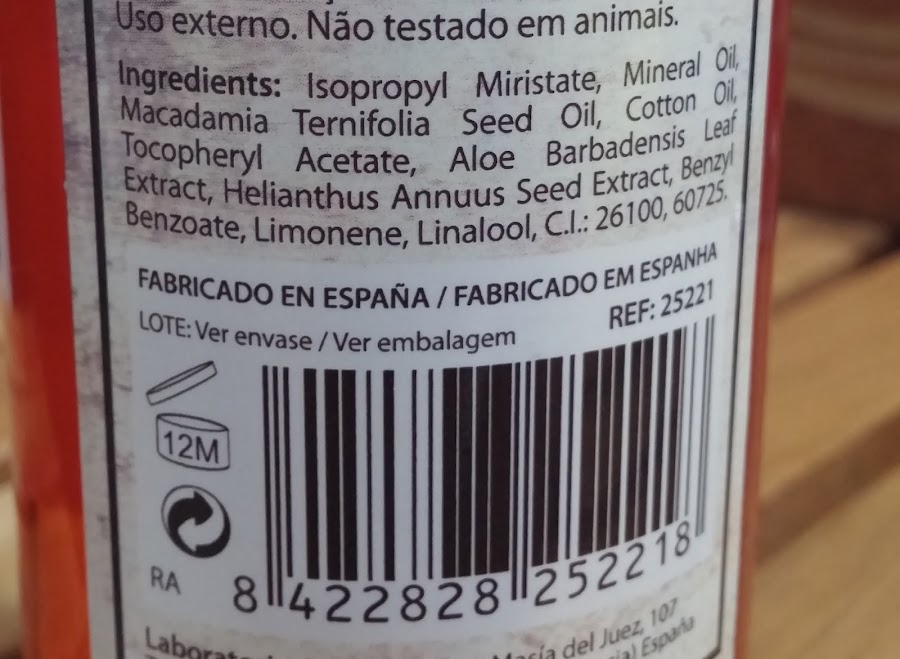 Uso externo. Não testado em animais.
Ingredients: Isopropyl Miristate, Mineral Oil,
Macadamia Ternifolia Seed Oil, Cotton Oil,
Tocopheryl Acetate, Aloe Barbadensis Leaf
Extract, Helianthus Annuus Seed Extract, Benzyl
Benzoate, Limonene, Linalool, C.I.: 26100, 60725.
FABRICADO EN ESPAÑA / FABRICADO EM ESPANHA
LOTE: Ver envase / Ver embalagem
REF: 25221
12M
RA
8 422828 252218
del Juez, 107
España